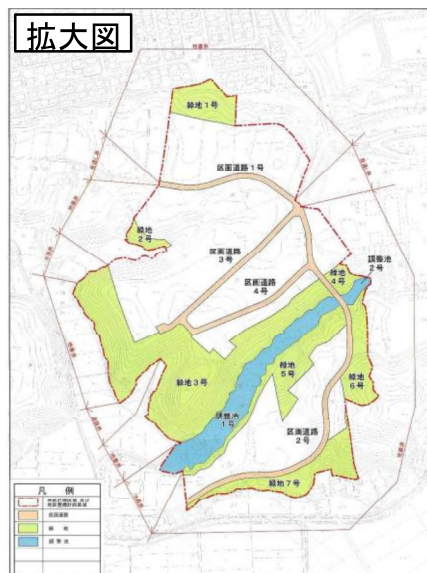 拡大図
緑地1号
区画道路1号
緑地
2号
区画道路
3号
調整池
2号
緑地
4号
区画道路
4号
緑地
5号
緑地
6号
緑地3号
調整池
1号
区画道路
2号
緑地7号
凡 例
区画道路
緑 地
調 整 池